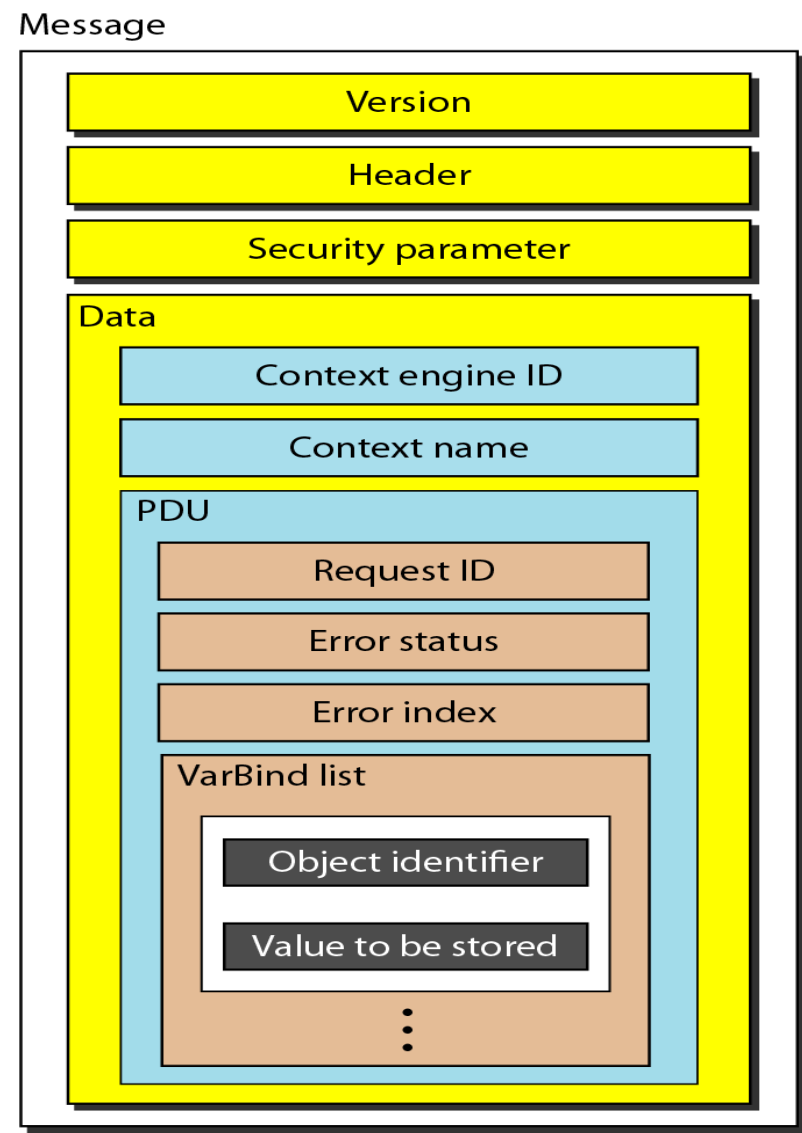 Message
Version
Header
Security parameter
Data
Context engine ID
Context name
PDU
Request ID
Error status
Error index
VarBind list
Object identifier
Value to be stored